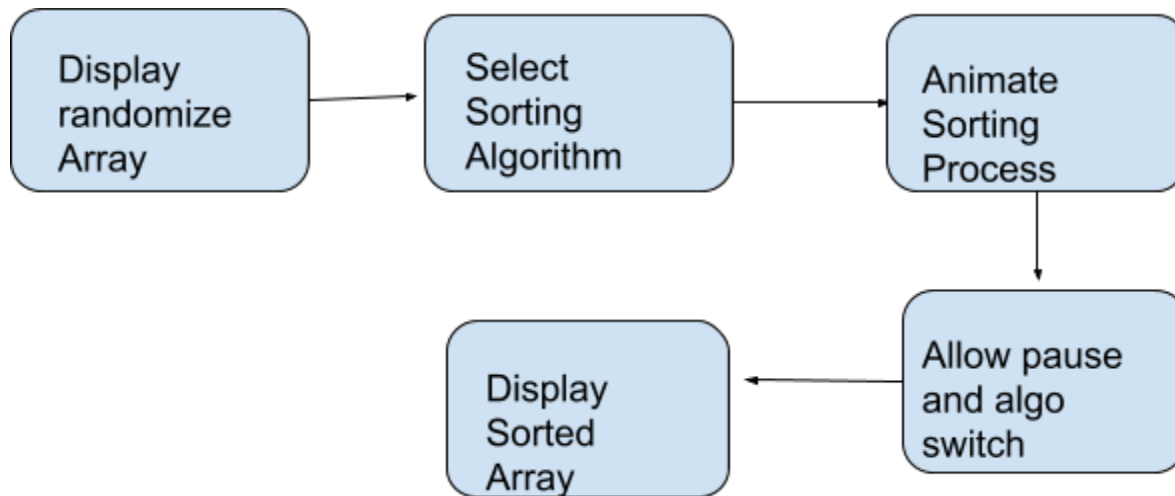 Display
randomize
Array
Select
Sorting
Algorithm
Animate
Sorting
Process
Allow pause
and algo
switch
Display
Sorted
Array